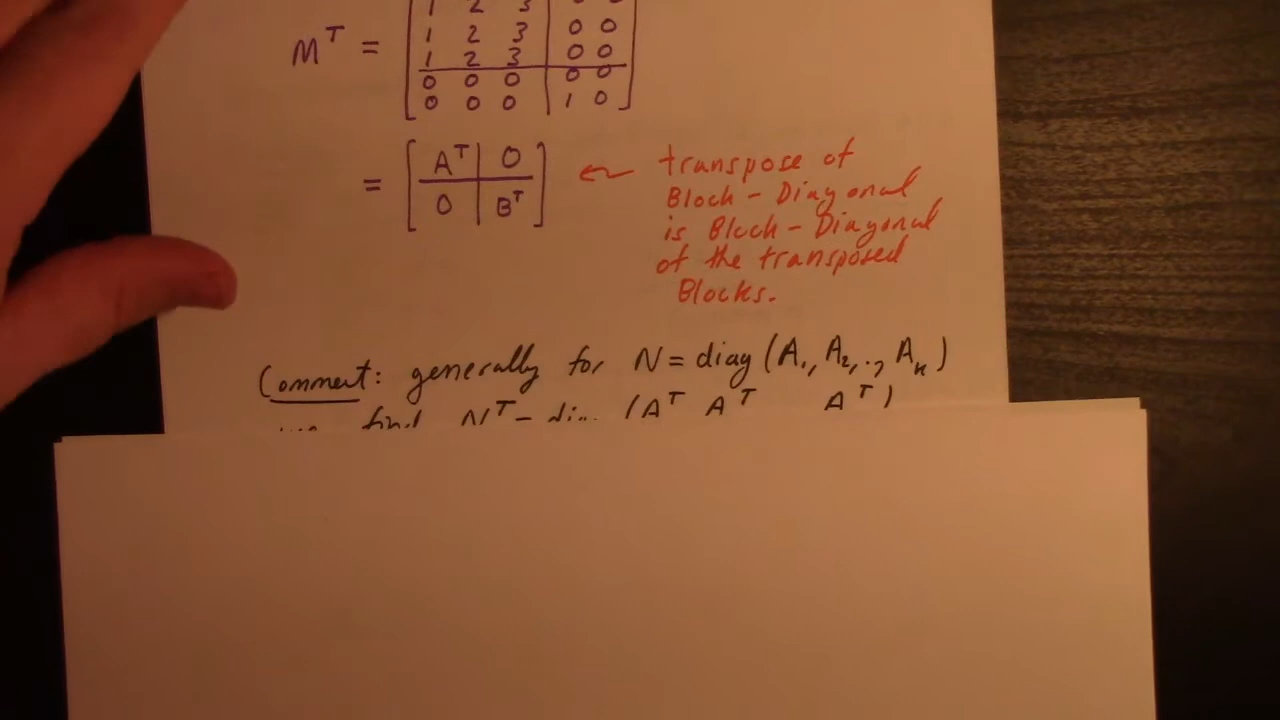 1 2 3 | 0 0
M^T = 1 2 3 | 0 0
1 2 3 | 0 0
0 0 0 | 0 0
0 0 0 | 1 0
= [ A^T | 0
0 | B^T ]
transpose of
Block-Diagonal
is Block-Diagonal
of the transposed
Blocks.
Comment: generally for N = diag (A₁, A₂, .., Aₖ)
find N^T = (A^T A^T A^T)